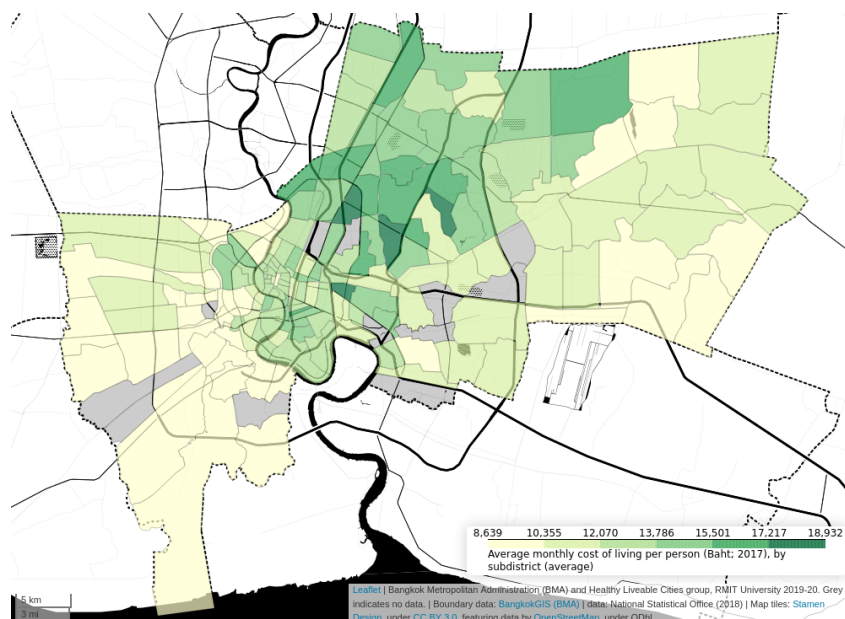 8,639 10,355 12,070 13,786 15,501 17,217 18,932
Average monthly cost of living per person (Baht; 2017), by
subdistrict (average)
5 km
3 mi
Leaflet | Bangkok Metropolitan Administration (BMA) and Healthy Liveable Cities group, RMIT University 2019-20. Grey
indicates no data. | Boundary data: BangkokGIS (BMA) | data: National Statistical Office (2018) | Map tiles: Stamen
Design, under CC BY 3.0, featuring data by OpenStreetMap, under ODbL